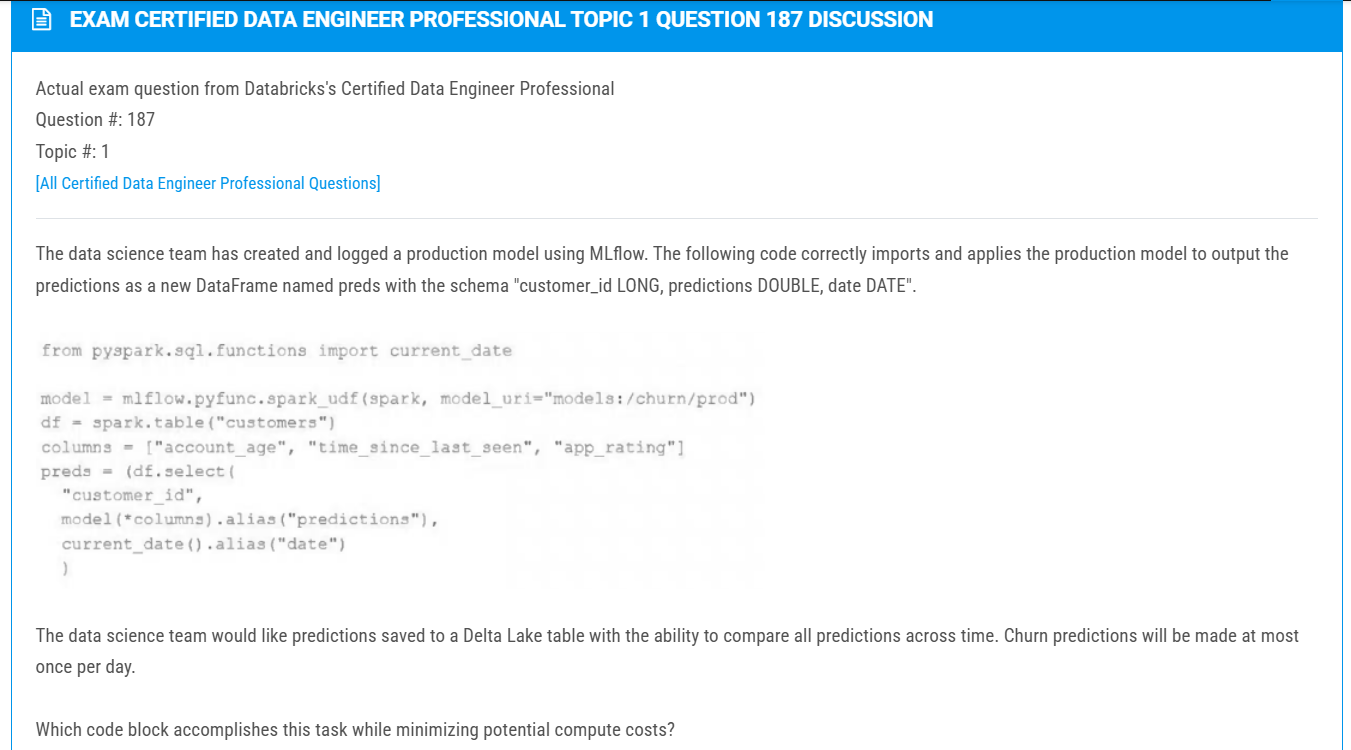 EXAM CERTIFIED DATA ENGINEER PROFESSIONAL TOPIC 1 QUESTION 187 DISCUSSION
Actual exam question from Databricks's Certified Data Engineer Professional
Question #: 187
Topic #: 1
[All Certified Data Engineer Professional Questions]
The data science team has created and logged a production model using MLflow. The following code correctly imports and applies the production model to output the
predictions as a new DataFrame named preds with the schema "customer_id LONG, predictions DOUBLE, date DATE".
from pyspark.sql.functions import current_date
model = mlflow.pyfunc.spark_udf(spark, model_uri="models:/churn/prod")
df = spark.table("customers")
columns = ["account_age", "time_since_last_seen", "app_rating"]
preds = (df.select(
"customer_id",
model(*columns).alias("predictions"),
current_date().alias("date")
)
The data science team would like predictions saved to a Delta Lake table with the ability to compare all predictions across time. Churn predictions will be made at most
once per day.
Which code block accomplishes this task while minimizing potential compute costs?